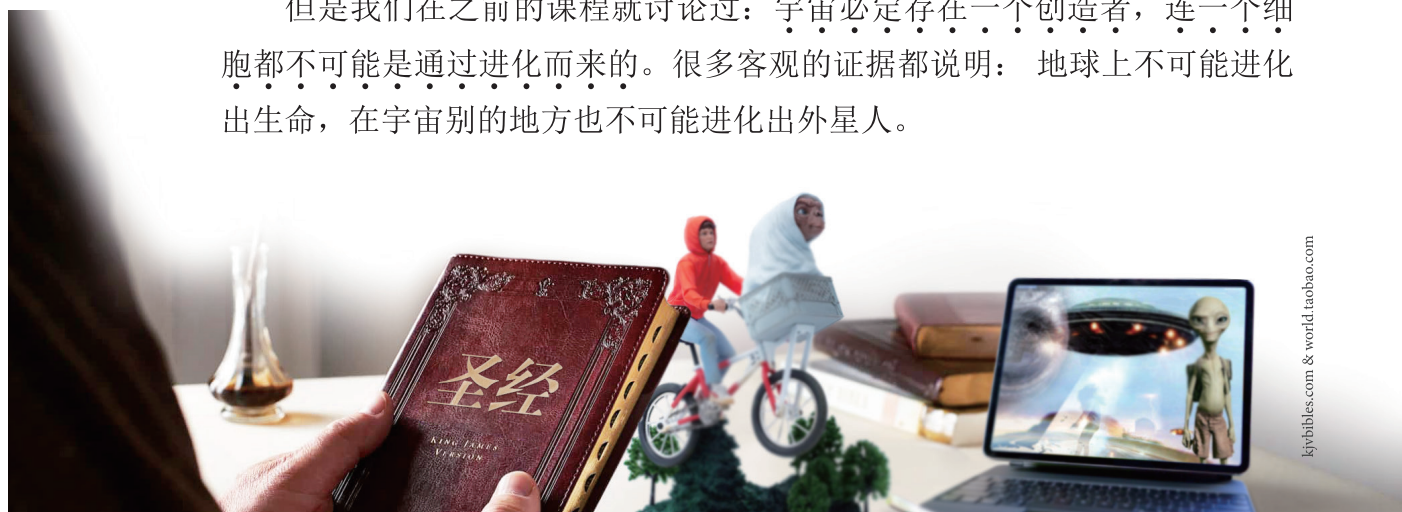 但是我们在之前的课程就讨论过：宇宙必定存在一个创造者，连一个细
胞都不可能是通过进化而来的。很多客观的证据都说明： 地球上不可能进化
出生命，在宇宙别的地方也不可能进化出外星人。
圣经
KING JAMES
VERSION
kjvbibles.com & world.taobao.com